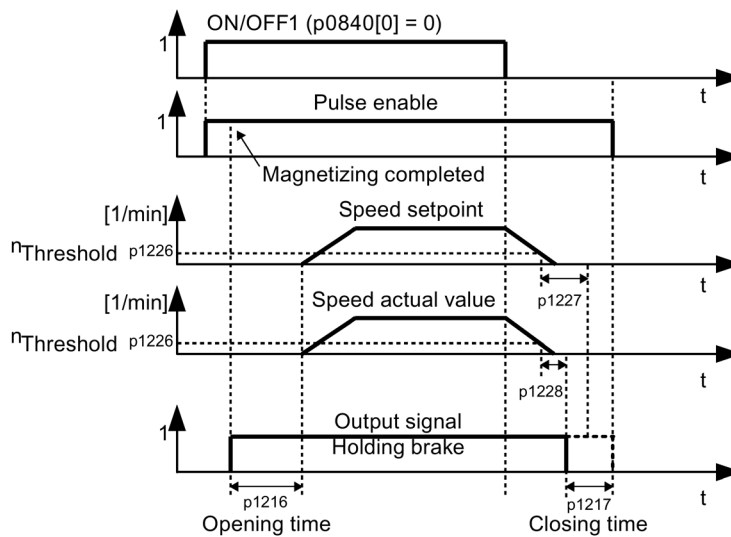 ON/OFF1 (p0840[0] = 0)
1
t
Pulse enable
1
Magnetizing completed
t
[1/min]
Speed setpoint
nThreshold p1226
p1227
t
[1/min]
Speed actual value
nThreshold p1226
p1228
t
Output signal
1
Holding brake
t
p1216
p1217
Opening time
Closing time